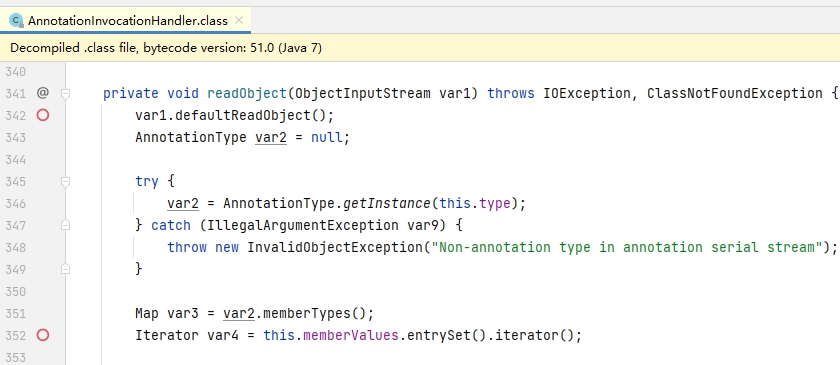 AnnotationInvocationHandler.class
Decompiled .class file, bytecode version: 51.0 (Java 7)
340
341 @ private void readObject(ObjectInputStream var1) throws IOException, ClassNotFoundException {
342 var1.defaultReadObject();
343 AnnotationType var2 = null;
344
345 try {
346 var2 = AnnotationType.getInstance(this.type);
347 } catch (IllegalArgumentException var9) {
348 throw new InvalidObjectException("Non-annotation type in annotation serial stream");
349 }
350
351 Map var3 = var2.memberTypes();
352 Iterator var4 = this.memberValues.entrySet().iterator();
353